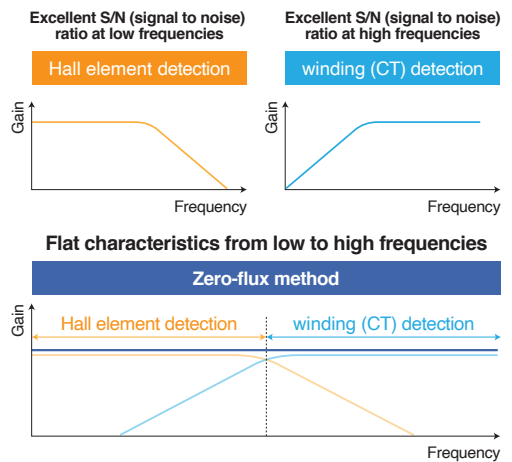 Excellent S/N (signal to noise)
ratio at low frequencies
Hall element detection
Gain
Frequency
Excellent S/N (signal to noise)
ratio at high frequencies
winding (CT) detection
Gain
Frequency
Flat characteristics from low to high frequencies
Zero-flux method
Gain
Hall element detection
winding (CT) detection
Frequency